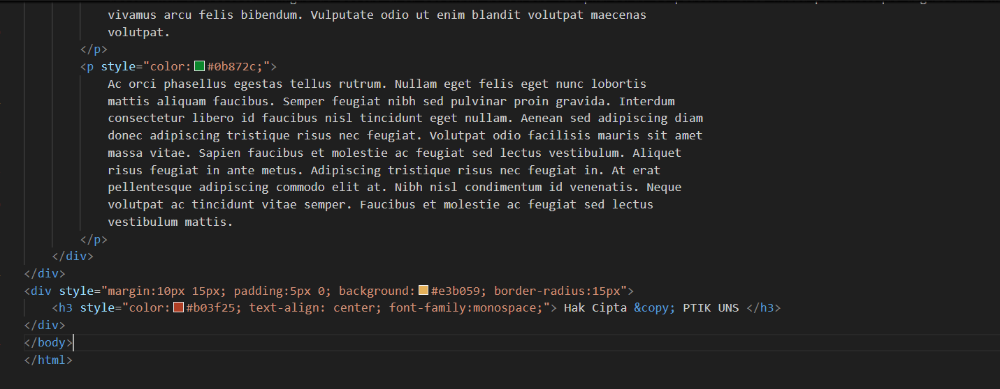 vivamus arcu felis bibendum. Vulputate odio ut enim blandit volutpat maecenas
volutpat.
</p>
<p style="color:#0b872c;">
Ac orci phasellus egestas tellus rutrum. Nullam eget felis eget nunc lobortis
mattis aliquam faucibus. Semper feugiat nibh sed pulvinar proin gravida. Interdum
consectetur libero id faucibus nisl tincidunt eget nullam. Aenean sed adipiscing diam
donec adipiscing tristique risus nec feugiat. Volutpat odio facilisis mauris sit amet
massa vitae. Sapien faucibus et molestie ac feugiat sed lectus vestibulum. Aliquet
risus feugiat in ante metus. Adipiscing tristique risus nec feugiat in. At erat
pellentesque adipiscing commodo elit at. Nibh nisl condimentum id venenatis. Neque
volutpat ac tincidunt vitae semper. Faucibus et molestie ac feugiat sed lectus
vestibulum mattis.
</p>
</div>
</div>
<div style="margin:10px 15px; padding:5px 0; background:#e3b059; border-radius:15px">
<h3 style="color:#b03f25; text-align: center; font-family:monospace;"> Hak Cipta &copy; PTIK UNS </h3>
</div>
</body>
</html>